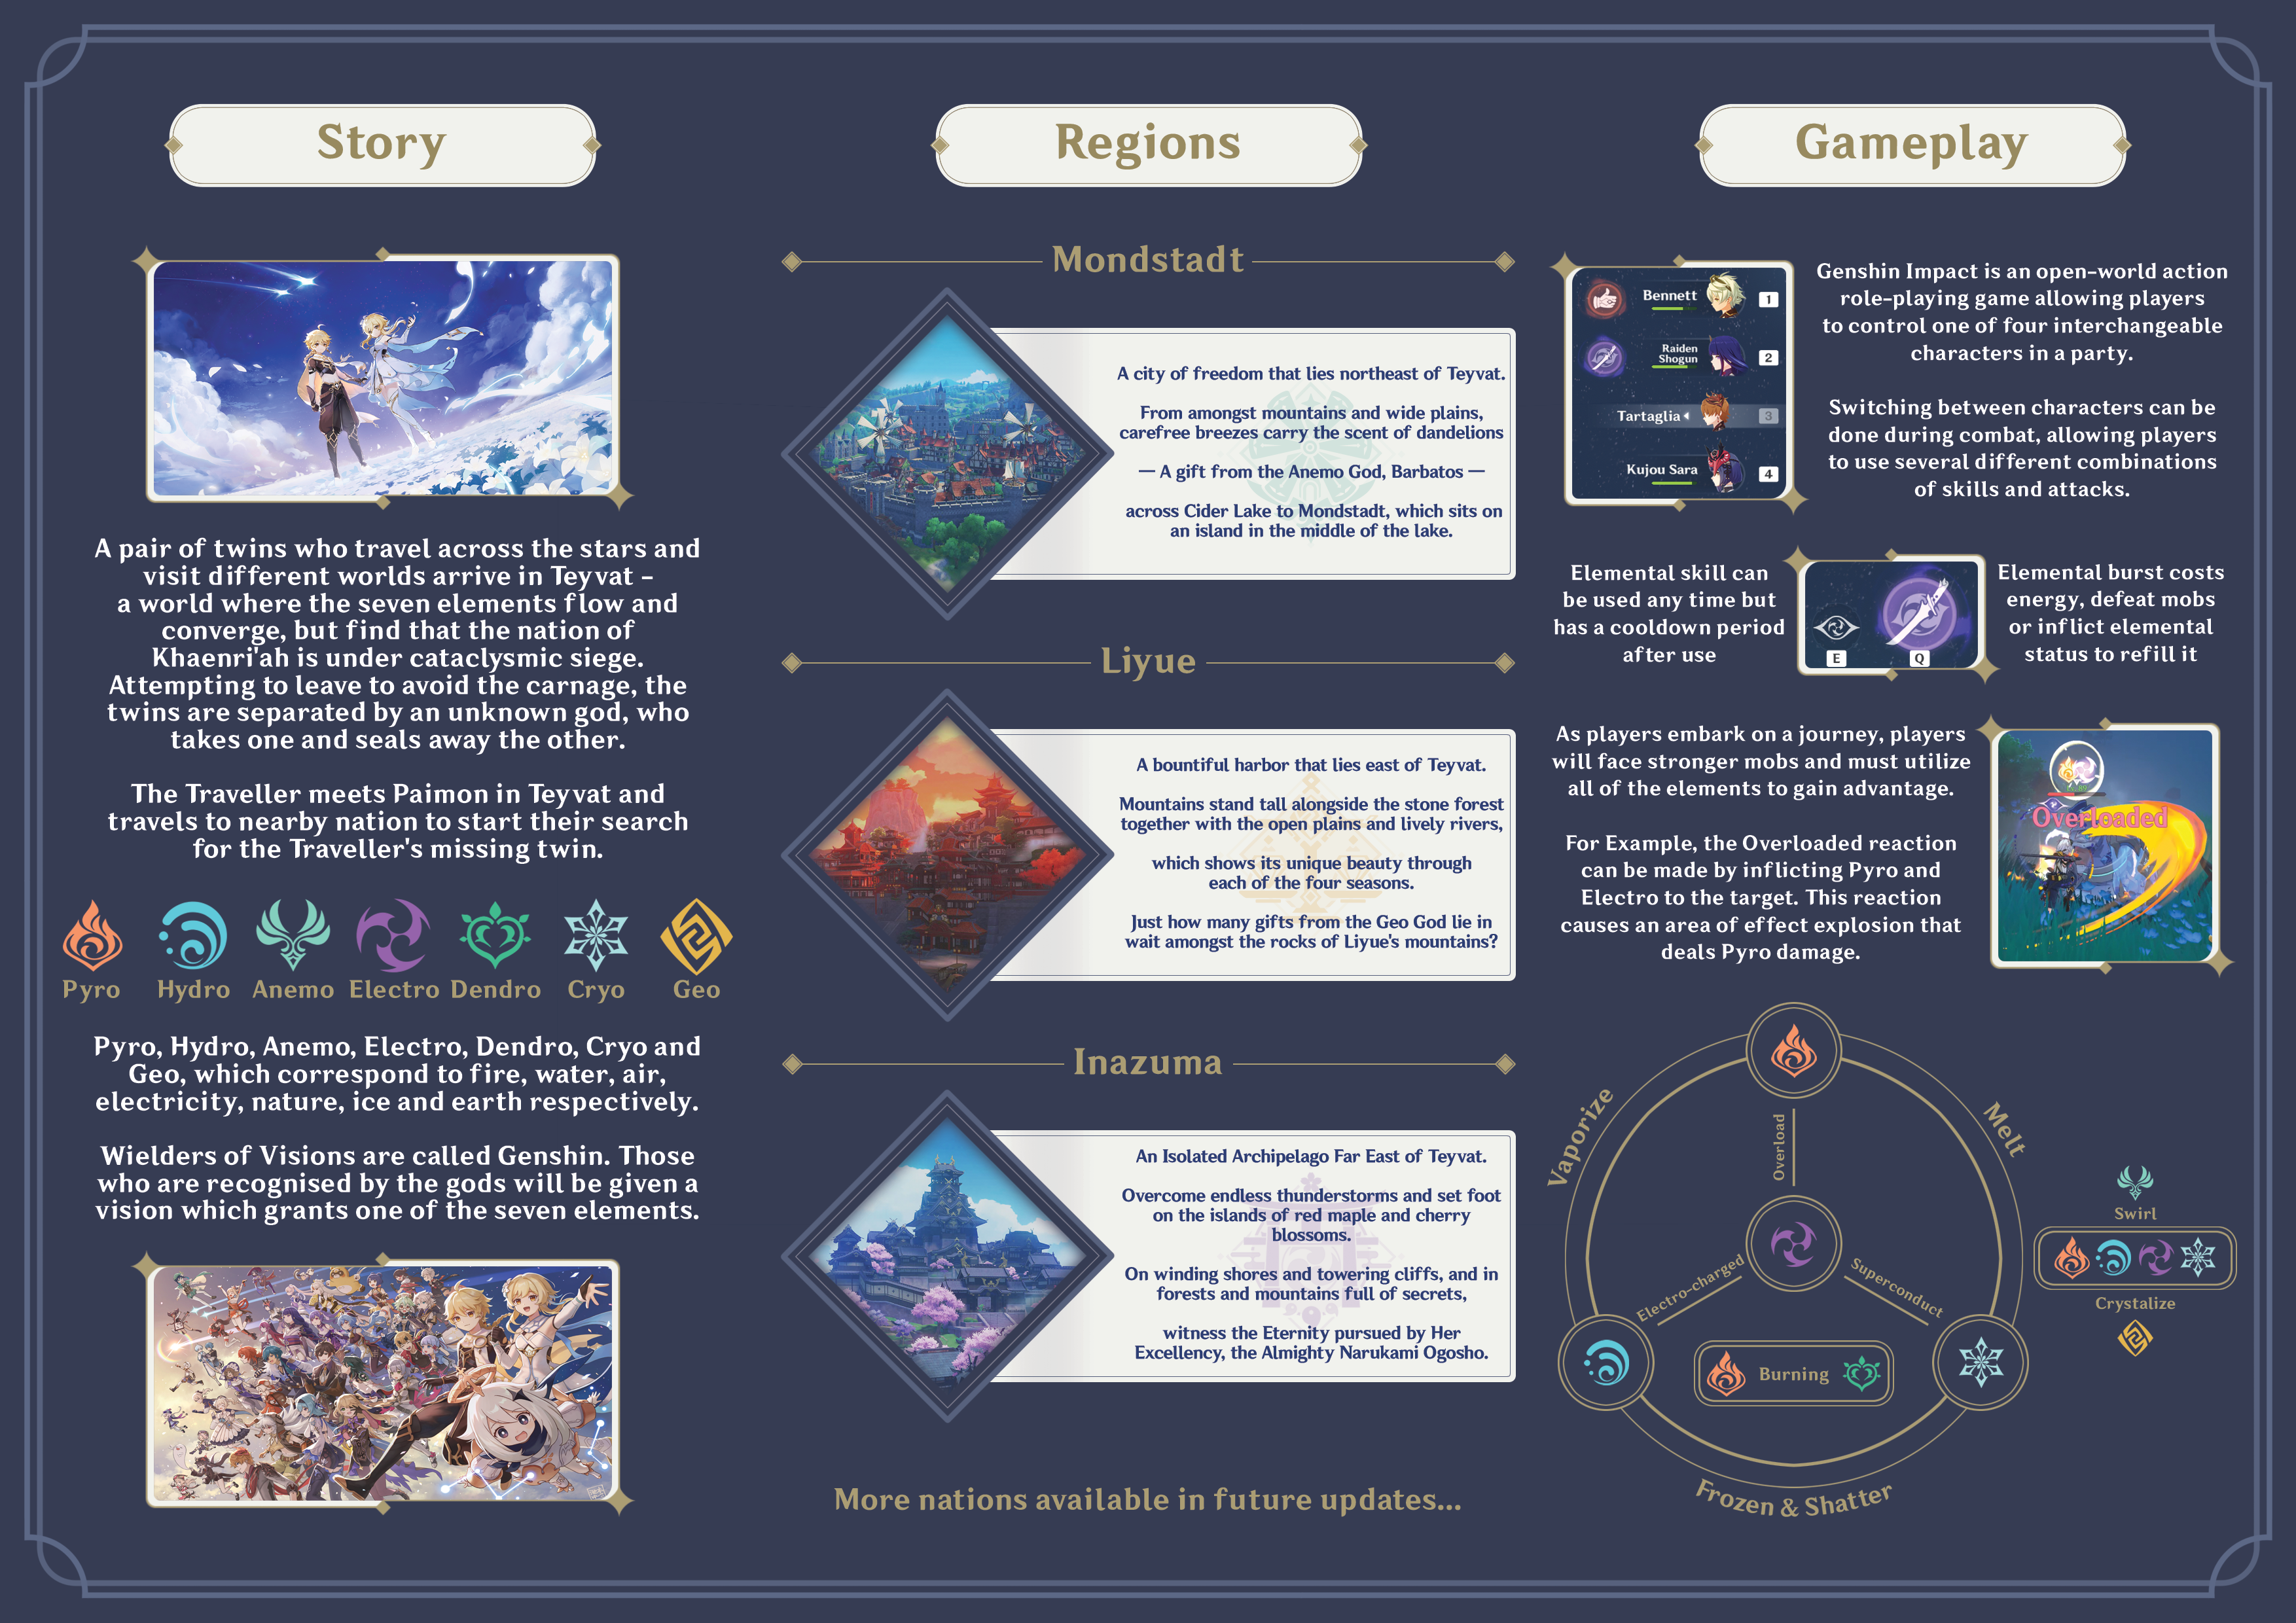 Story
A pair of twins who travel across the stars and
visit different worlds arrive in Teyvat -
a world where the seven elements flow and
converge, but find that the nation of
Khaenri'ah is under cataclysmic siege.
Attempting to leave to avoid the carnage, the
twins are separated by an unknown god, who
takes one and seals away the other.
The Traveller meets Paimon in Teyvat and
travels to nearby nation to start their search
for the Traveller's missing twin.
Pyro
Hydro
Anemo
Electro
Dendro
Cryo
Geo
Pyro, Hydro, Anemo, Electro, Dendro, Cryo and
Geo, which correspond to fire, water, air,
electricity, nature, ice and earth respectively.
Wielders of Visions are called Genshin. Those
who are recognised by the gods will be given a
vision which grants one of the seven elements.
Regions
Mondstadt
A city of freedom that lies northeast of Teyvat.
From amongst mountains and wide plains,
carefree breezes carry the scent of dandelions
— A gift from the Anemo God, Barbatos —
across Cider Lake to Mondstadt, which sits on
an island in the middle of the lake.
Liyue
A bountiful harbor that lies east of Teyvat.
Mountains stand tall alongside the stone forest
together with the open plains and lively rivers,
which shows its unique beauty through
each of the four seasons.
Just how many gifts from the Geo God lie in
wait amongst the rocks of Liyue's mountains?
Inazuma
An Isolated Archipelago Far East of Teyvat.
Overcome endless thunderstorms and set foot
on the islands of red maple and cherry
blossoms.
On winding shores and towering cliffs, and in
forests and mountains full of secrets,
witness the Eternity pursued by Her
Excellency, the Almighty Narukami Ogosho.
More nations available in future updates...
Gameplay
Bennett 1
Raiden
Shogun 2
Tartaglia 3
Kujou Sara 4
Genshin Impact is an open-world action
role-playing game allowing players
to control one of four interchangeable
characters in a party.
Switching between characters can be
done during combat, allowing players
to use several different combinations
of skills and attacks.
Elemental skill can
be used any time but
has a cooldown period
after use
E
Q
Elemental burst costs
energy, defeat mobs
or inflict elemental
status to refill it
As players embark on a journey, players
will face stronger mobs and must utilize
all of the elements to gain advantage.
For Example, the Overloaded reaction
can be made by inflicting Pyro and
Electro to the target. This reaction
causes an area of effect explosion that
deals Pyro damage.
Overloaded
Vaporize
Melt
Overload
Electro-charged
Superconduct
Burning
Frozen & Shatter
Swirl
Crystalize